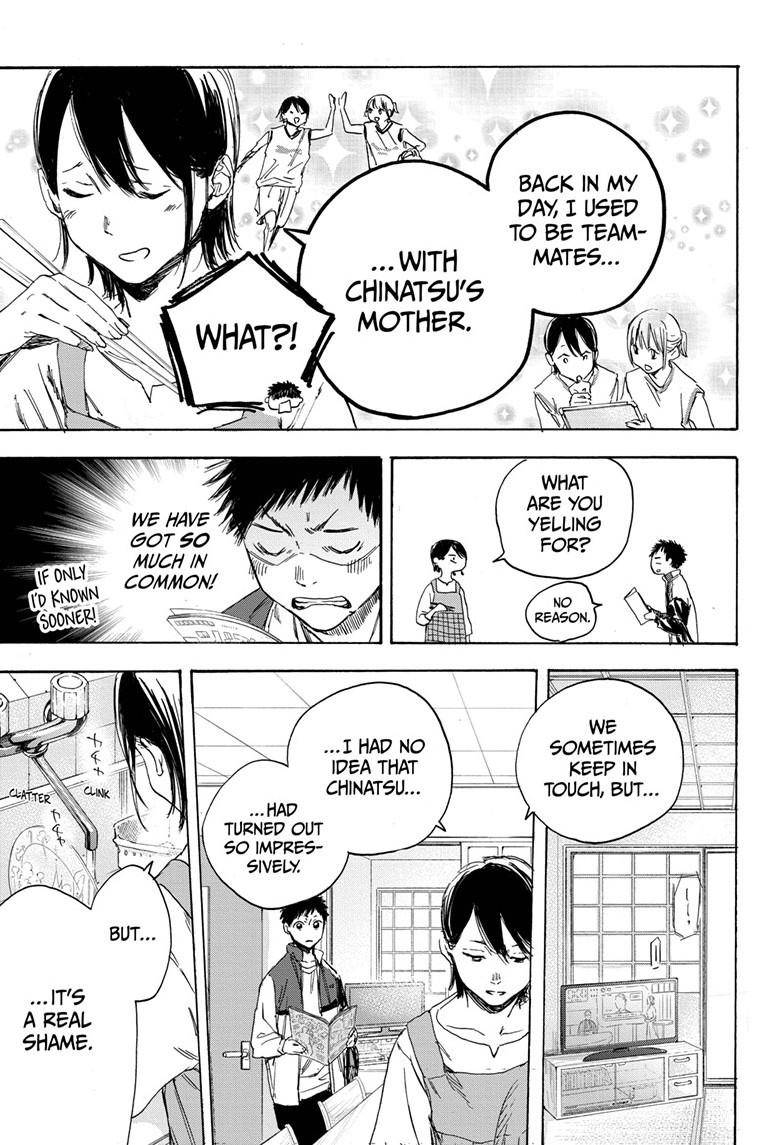 BACK IN MY
DAY, I USED
TO BE TEAM-
MATES...
...WITH
CHINATSU'S
MOTHER.
WHAT?!
WHAT
ARE YOU
YELLING
FOR?
NO
REASON.
WE HAVE
GOT SO
MUCH IN
COMMON!
IF ONLY
I'D KNOWN
SOONER!
WE
SOMETIMES
KEEP IN
TOUCH, BUT...
...I HAD NO
IDEA THAT
CHINATSU...
...HAD
TURNED OUT
SO IMPRES-
SIVELY.
CLINK
CLATTER
BUT...
...IT'S
A REAL
SHAME.